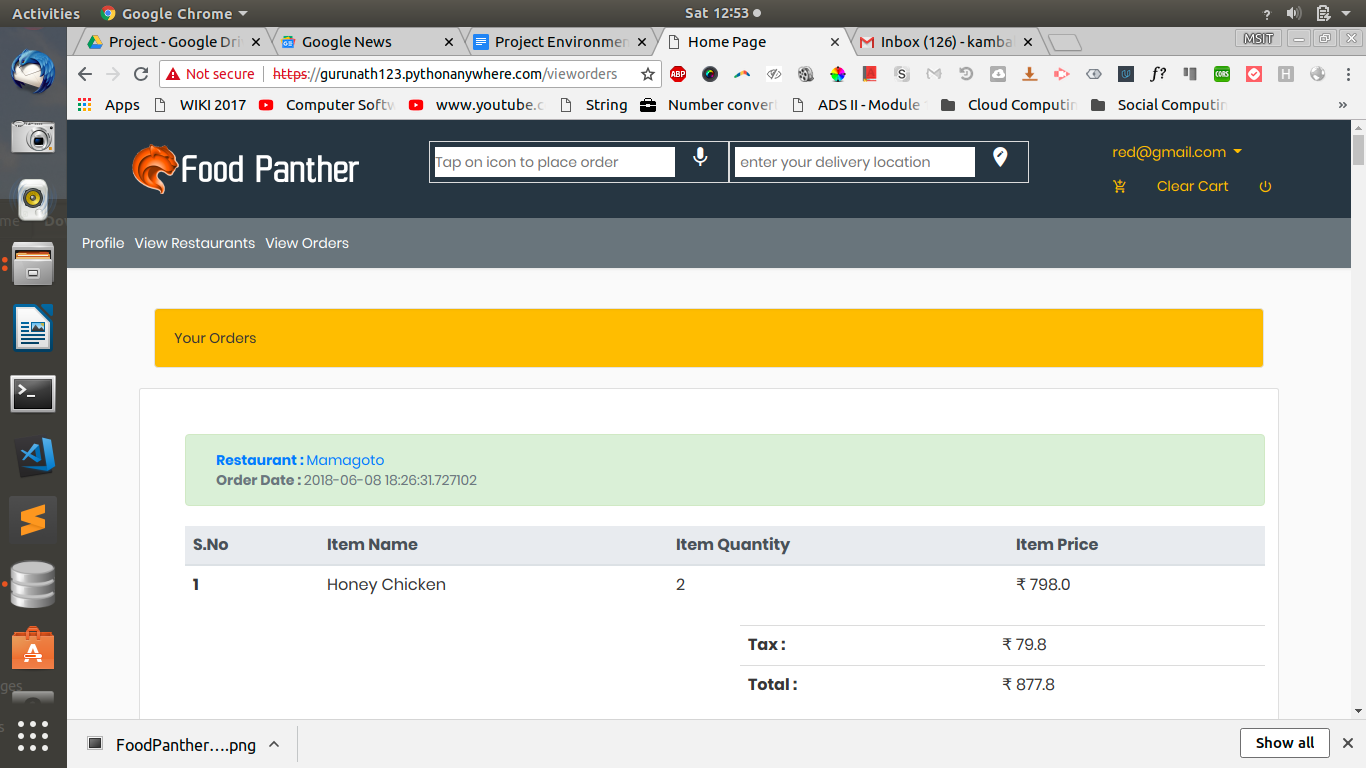 Activities Google Chrome Sat 12:53
Project - Google Dri Google News Project Environmen Home Page Inbox (126) - kamba MSIT
Not secure https://gurunath123.pythonanywhere.com/vieworders ABP S f? CORS H
Apps WIKI 2017 Computer Softw www.youtube.c String Number conver ADS II - Module Cloud Computin Social Computin »
Food Panther
Tap on icon to place order
enter your delivery location
red@gmail.com
Clear Cart
Profile View Restaurants View Orders
Your Orders
Restaurant : Mamagoto
Order Date : 2018-06-08 18:26:31.727102
S.No Item Name Item Quantity Item Price
1 Honey Chicken 2 ₹ 798.0
Tax : ₹ 79.8
Total : ₹ 877.8
FoodPanther....png
Show all